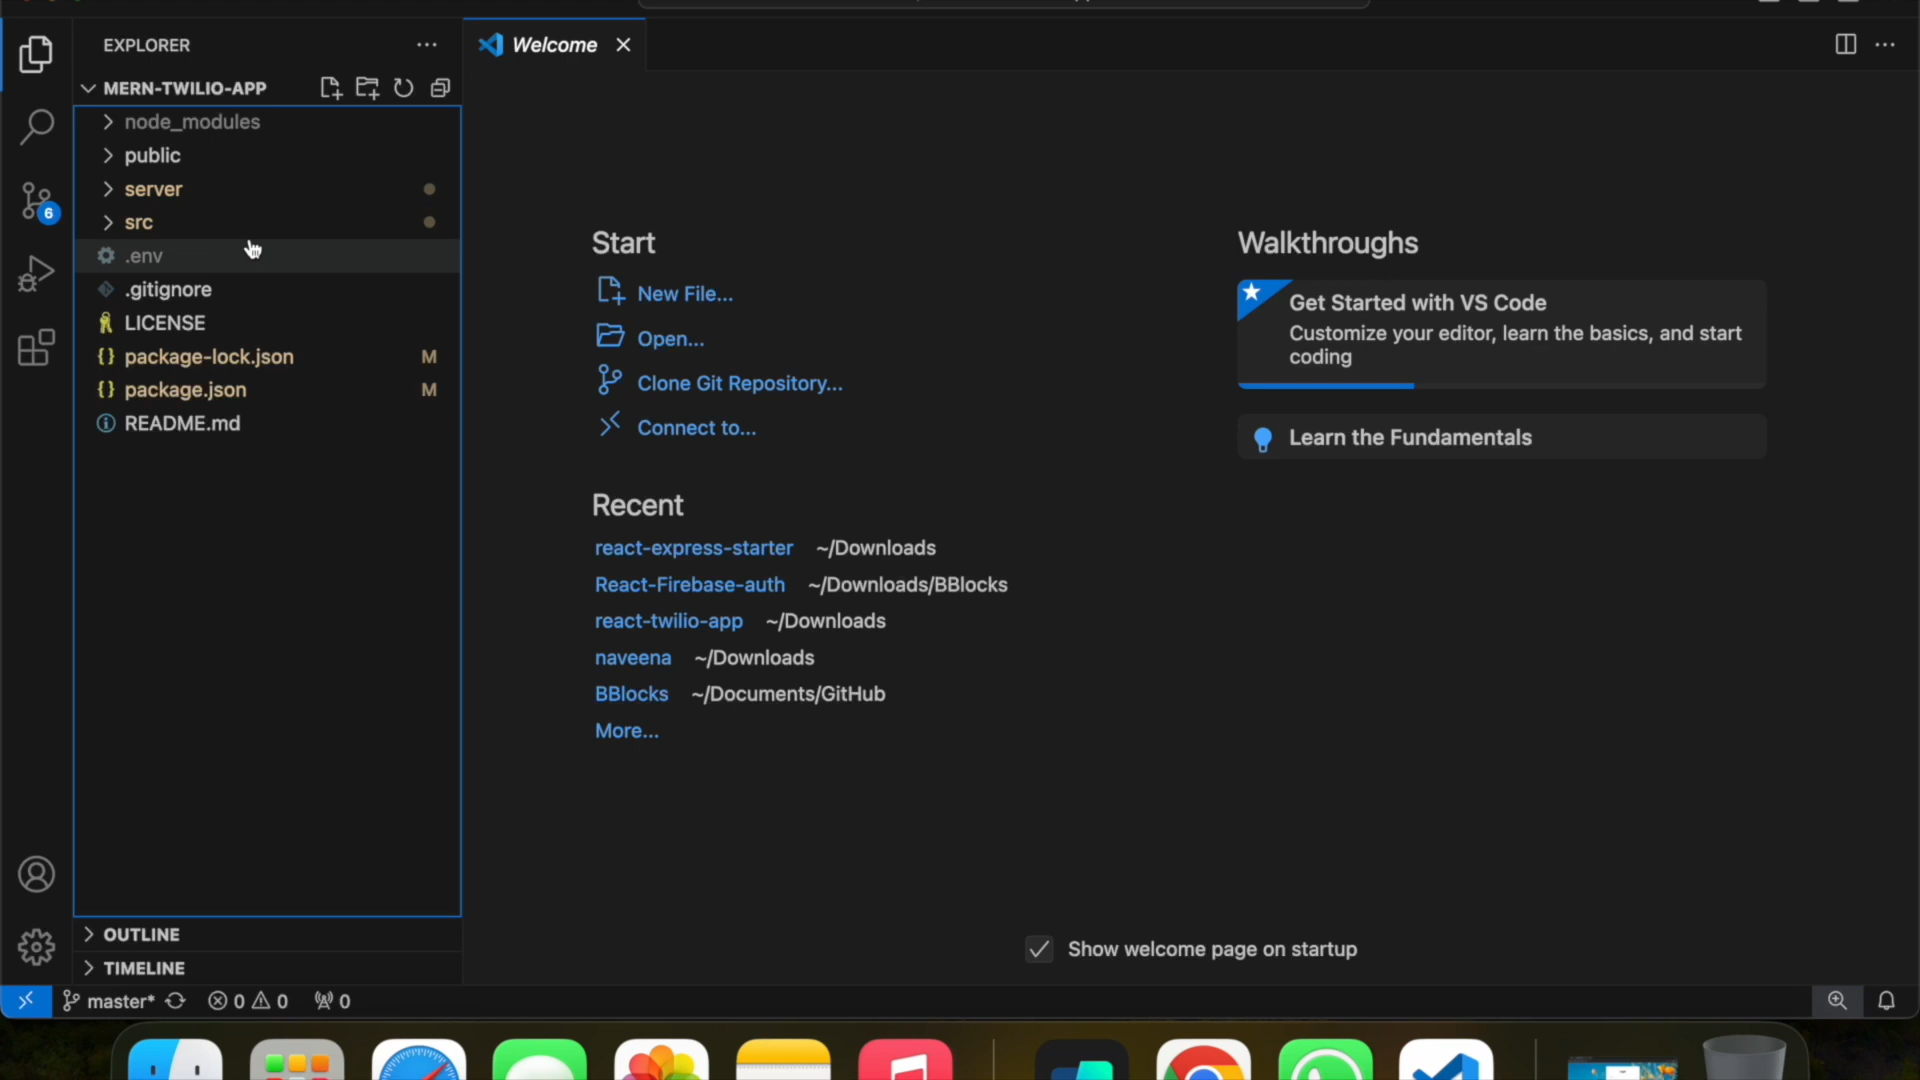 EXPLORER
Welcome
MERN-TWILIO-APP
node_modules
public
server
src
.env
.gitignore
LICENSE
package-lock.json M
package.json M
README.md
6
OUTLINE
TIMELINE
Start
New File...
Open...
Clone Git Repository...
Connect to...
Recent
react-express-starter ~/Downloads
React-Firebase-auth ~/Downloads/BBlocks
react-twilio-app ~/Downloads
naveena ~/Downloads
BBlocks ~/Documents/GitHub
More...
Walkthroughs
Get Started with VS Code
Customize your editor, learn the basics, and start
coding
Learn the Fundamentals
Show welcome page on startup
master* 0 0 0